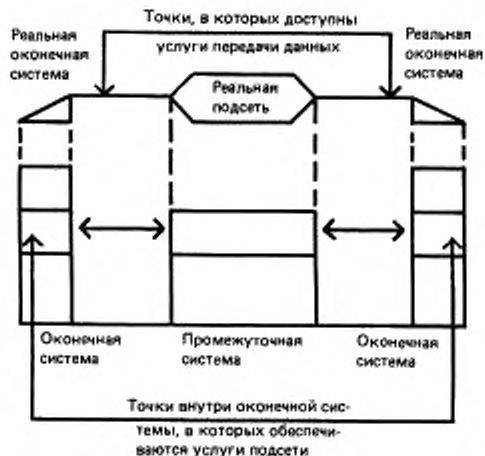 Точки, в которых доступны
услуги передачи данных
Реальная
оконечная
система
Реальная
подсеть
Реальная
оконечная
система
Оконечная
система
Промежуточная
система
Оконечная
система
Точки внутри оконечной сис-
темы, в которых обеспечи-
ваются услуги подсети